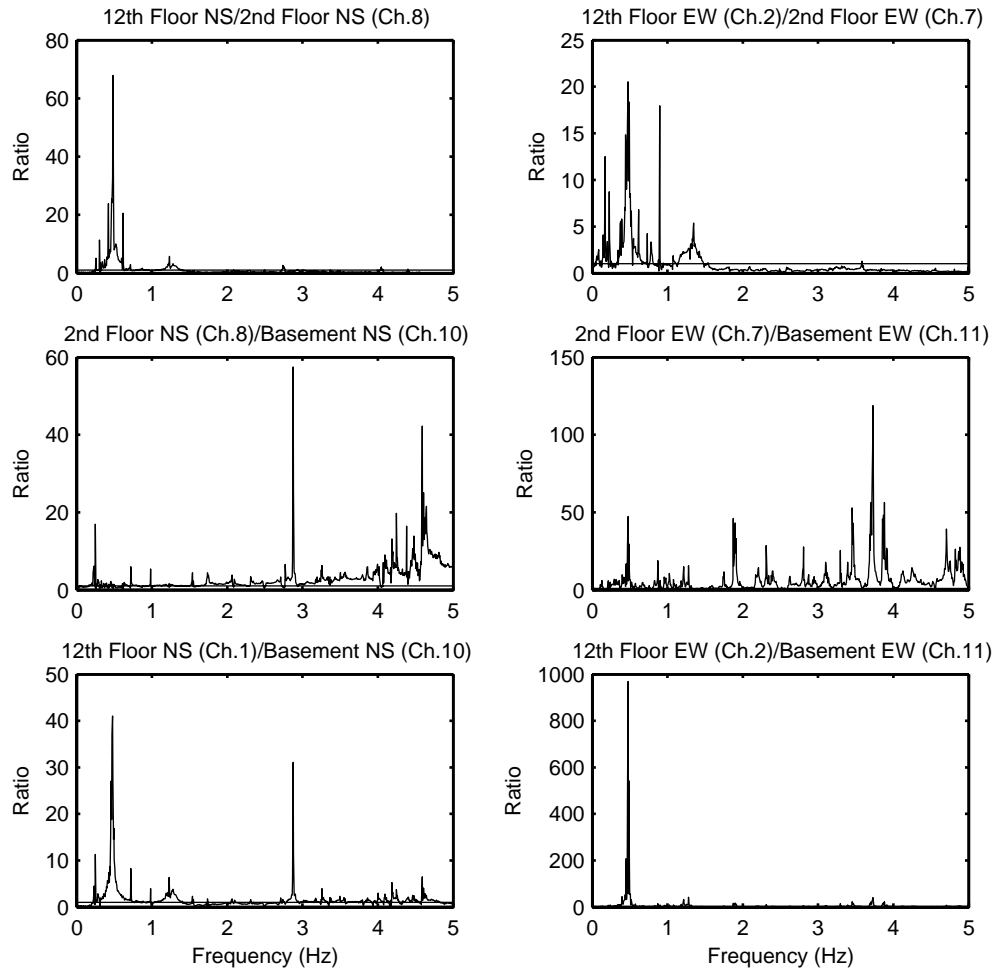 12th Floor NS/2nd Floor NS (Ch.8)
80
60
40
20
0
Ratio
0 1 2 3 4 5
12th Floor EW (Ch.2)/2nd Floor EW (Ch.7)
25
20
15
10
5
0
Ratio
0 1 2 3 4 5
2nd Floor NS (Ch.8)/Basement NS (Ch.10)
60
40
20
0
Ratio
0 1 2 3 4 5
2nd Floor EW (Ch.7)/Basement EW (Ch.11)
150
100
50
0
Ratio
0 1 2 3 4 5
12th Floor NS (Ch.1)/Basement NS (Ch.10)
50
40
30
20
10
0
Ratio
0 1 2 3 4 5
Frequency (Hz)
12th Floor EW (Ch.2)/Basement EW (Ch.11)
1000
800
600
400
200
0
Ratio
0 1 2 3 4 5
Frequency (Hz)